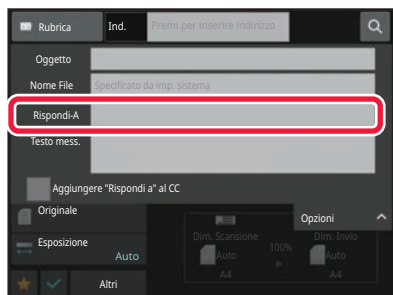 Rubrica
Ind.
Premi per inserire indirizzo
Oggetto
Nome File
Specificato da imp. sistema
Rispondi-A
Testo mess.
Aggiungere "Rispondi a" al CC
Originale
Opzioni
Esposizione
Auto
Dim. Scansione
100%
Dim. Invio
Auto
Auto
A4
A4
Altri